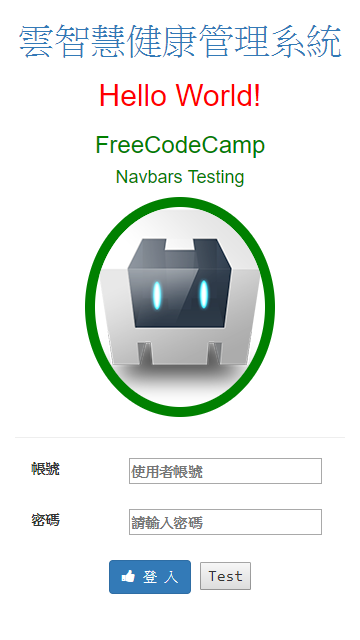 雲智慧健康管理系統
Hello World!
FreeCodeCamp
Navbars Testing
帳號 使用者帳號
密碼 請輸入密碼
登 入 Test